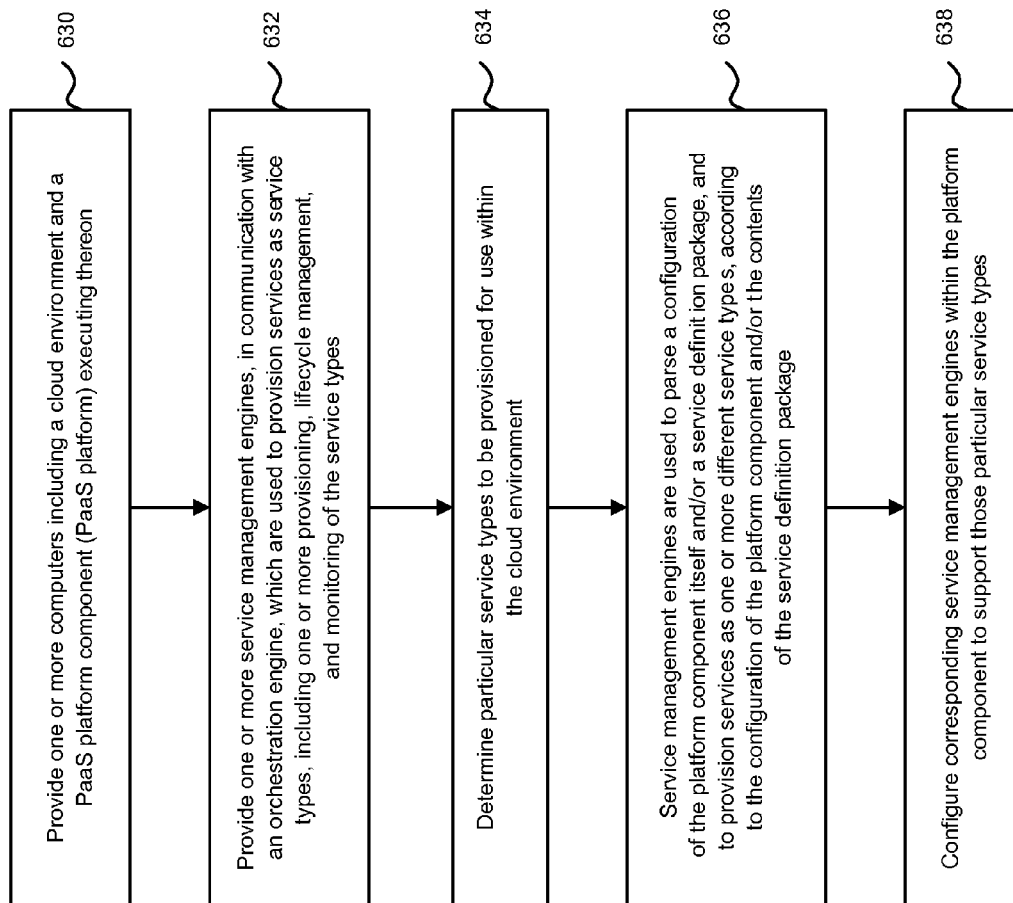 Provide one or more computers including a cloud environment and a
PaaS platform component (PaaS platform) executing thereon
630
Provide one or more service management engines, in communication with
an orchestration engine, which are used to provision services as service
types, including one or more provisioning, lifecycle management,
and monitoring of the service types
632
Determine particular service types to be provisioned for use within
the cloud environment
634
Service management engines are used to parse a configuration
of the platform component itself and/or a service definition package, and
to provision services as one or more different service types, according
to the configuration of the platform component and/or the contents
of the service definition package
636
Configure corresponding service management engines within the platform
component to support those particular service types
638